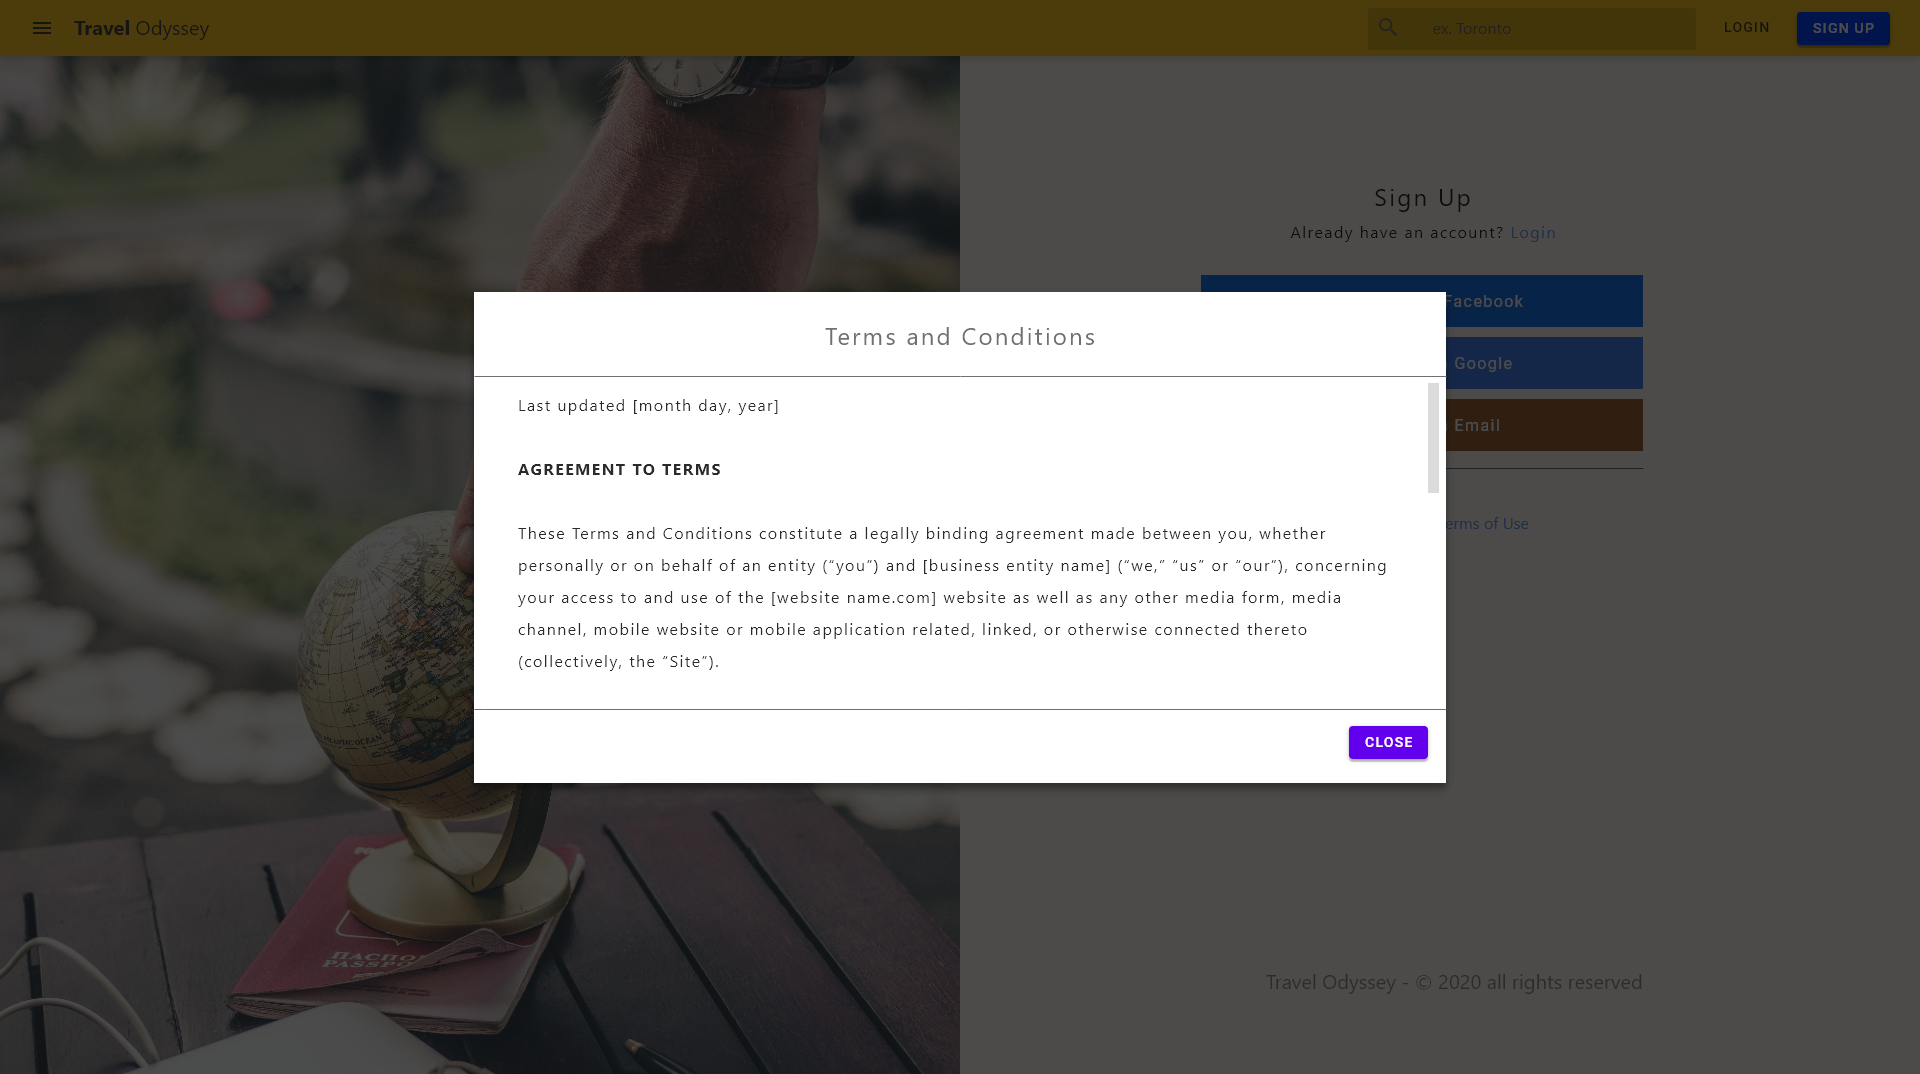 Travel Odyssey
ex. Toronto
LOGIN
SIGN UP
Sign Up
Already have an account? Login
Facebook
Google
Email
Terms of Use
Terms and Conditions
Last updated [month day, year]
AGREEMENT TO TERMS
These Terms and Conditions constitute a legally binding agreement made between you, whether
personally or on behalf of an entity (“you”) and [business entity name] (“we,” “us” or “our”), concerning
your access to and use of the [website name.com] website as well as any other media form, media
channel, mobile website or mobile application related, linked, or otherwise connected thereto
(collectively, the “Site”).
CLOSE
Travel Odyssey - © 2020 all rights reserved